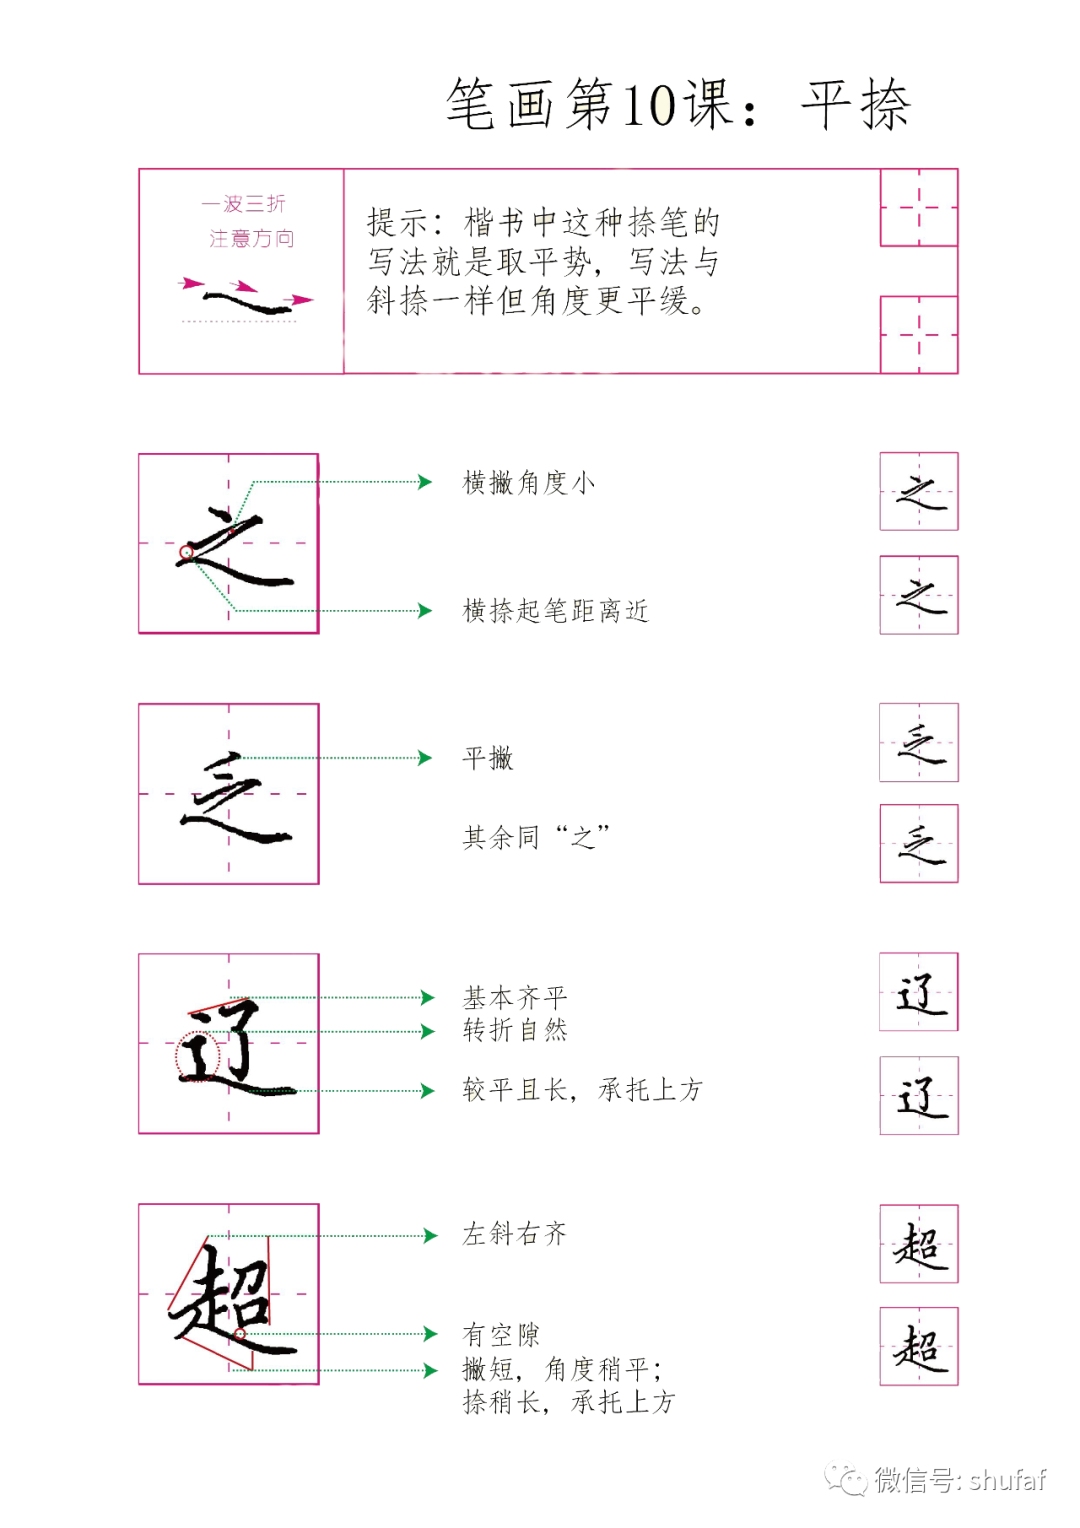 笔画第10课：平捺
一波三折
注意方向
提示：楷书中这种捺笔的
写法就是取平势，写法与
斜捺一样但角度更平缓。
之
横撇角度小
横捺起笔距离近
之
之
乏
平撇
其余同“之”
乏
乏
辽
基本齐平
转折自然
较平且长，承托上方
辽
辽
超
左斜右齐
有空隙
撇短，角度稍平；
捺稍长，承托上方
超
超
微信号: shufaf